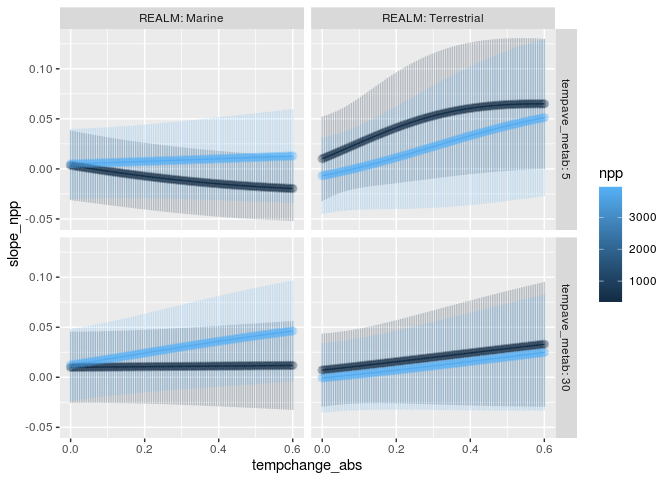 REALM: Marine
REALM: Terrestrial
0.10
0.05
0.00
-0.05
tempave_metab: 5
0.10
0.05
0.00
-0.05
tempave_metab: 30
0.0
0.2
0.4
0.6
0.0
0.2
0.4
0.6
tempchange_abs
slope_npp
npp
3000
2000
1000